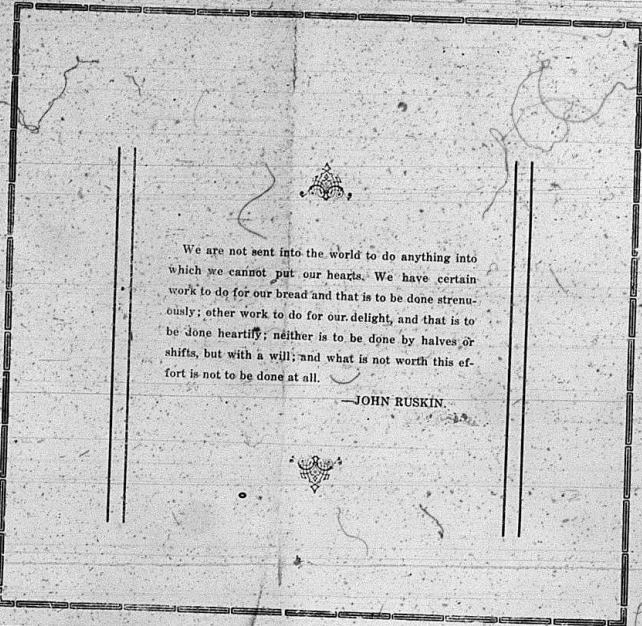 We are not sent into the world to do anything into
which we cannot put our hearts. We have certain
work to do for our bread and that is to be done strenu-
ously; other work to do for our delight, and that is to
be done heartily; neither is to be done by halves or
shifts, but with a will; and what is not worth this ef-
fort is not to be done at all.
—JOHN RUSKIN.